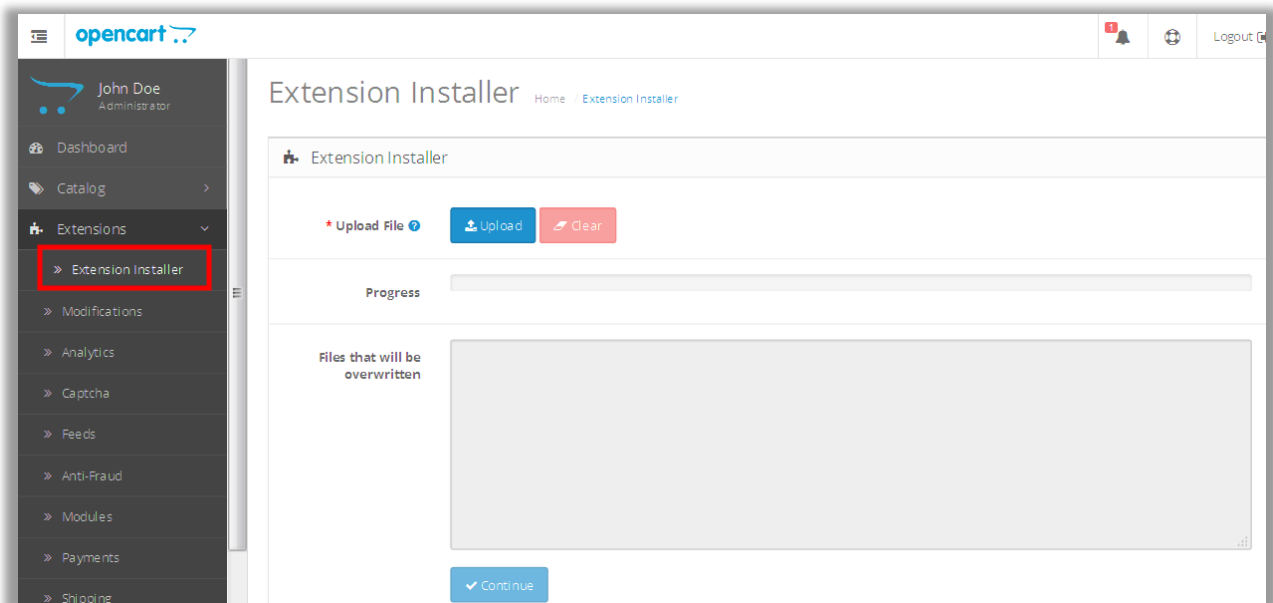 opencart
1
Logout
John Doe
Administrator
Dashboard
Catalog
Extensions
» Extension Installer
» Modifications
» Analytics
» Captcha
» Feeds
» Anti-Fraud
» Modules
» Payments
» Shipping
Extension Installer Home / Extension Installer
Extension Installer
* Upload File ? Upload Clear
Progress
Files that will be
overwritten
Continue